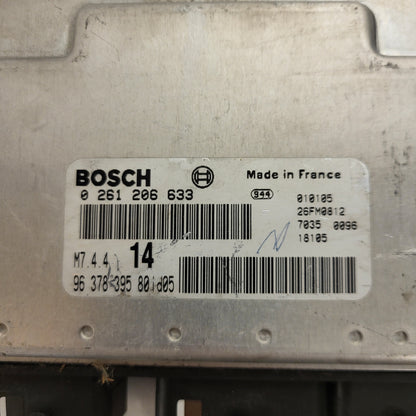 BOSCH Made in France
0 261 206 633 944 010105
26FM0812
7035 0096
18105
M7.4.4 14
96 378 395 80id05